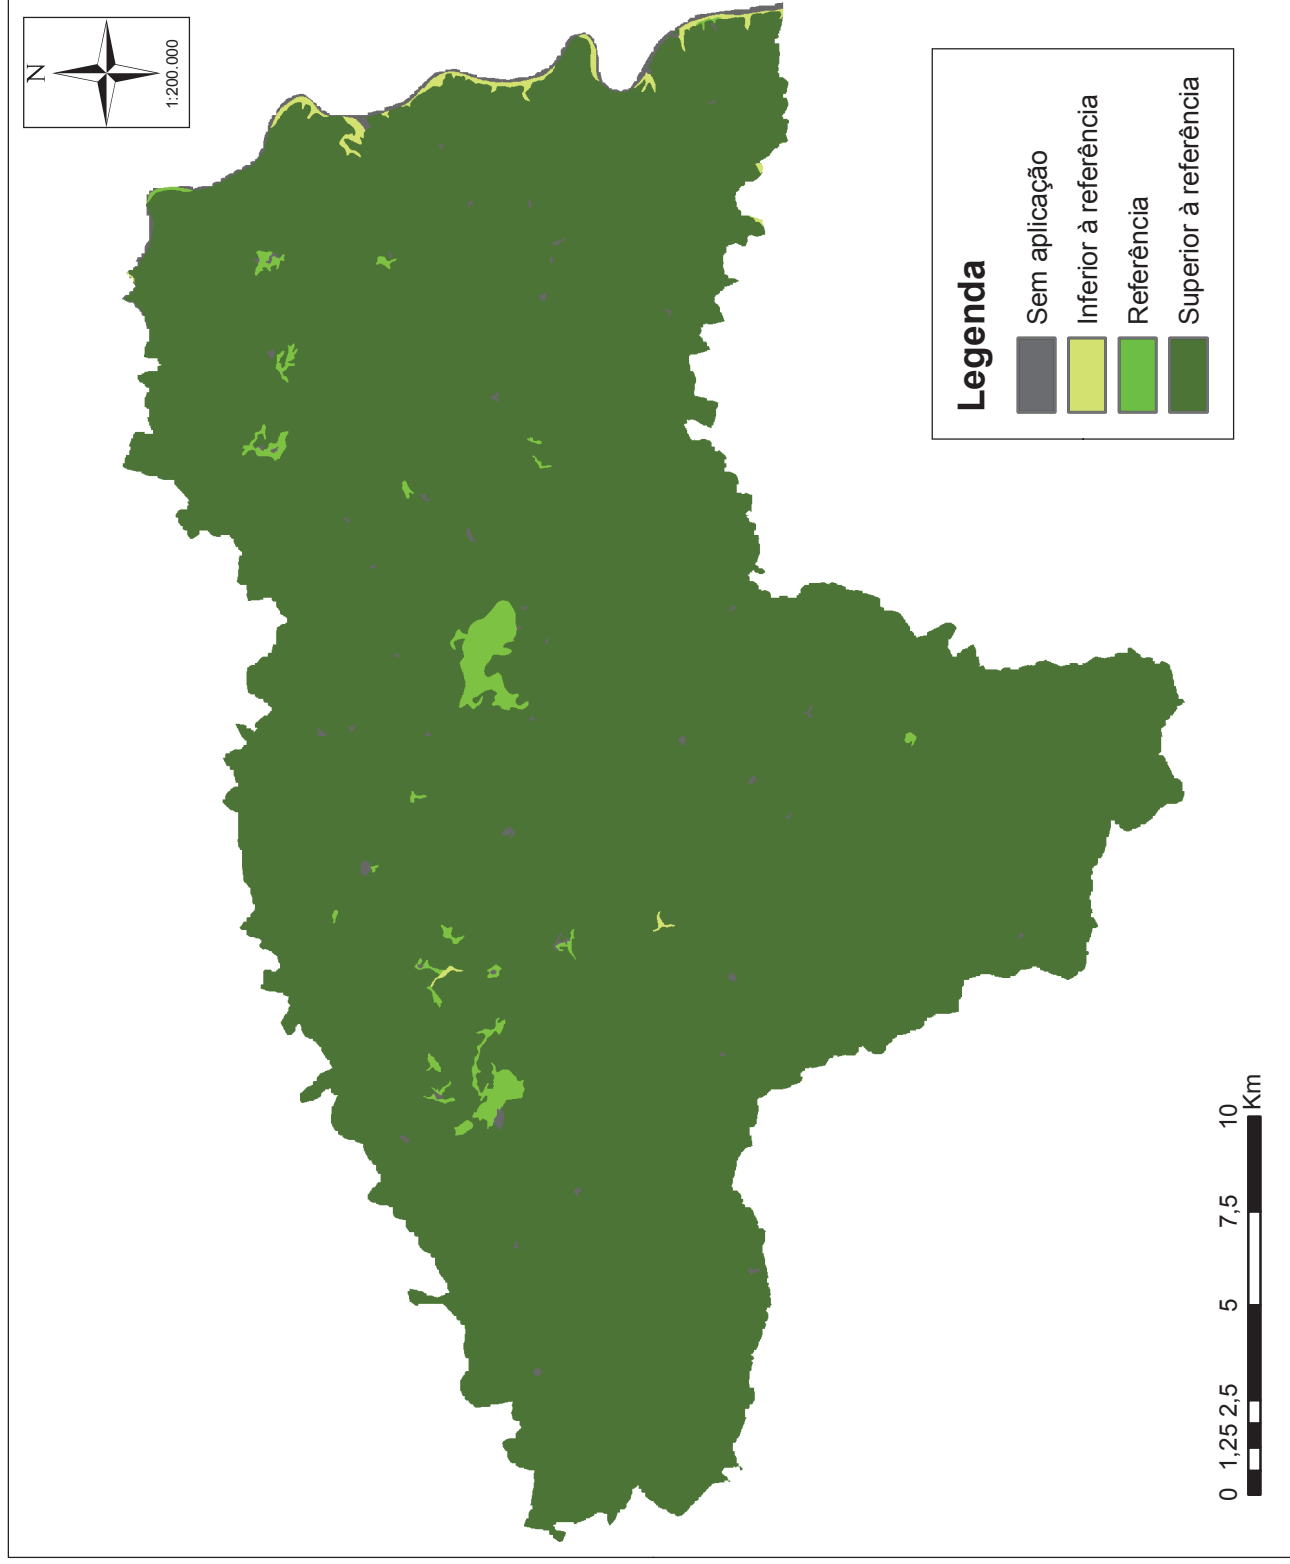 N
1:200.000
Legenda
Sem aplicação
Inferior à referência
Referência
Superior à referência
0 1,25 2,5 5 7,5 10
Km